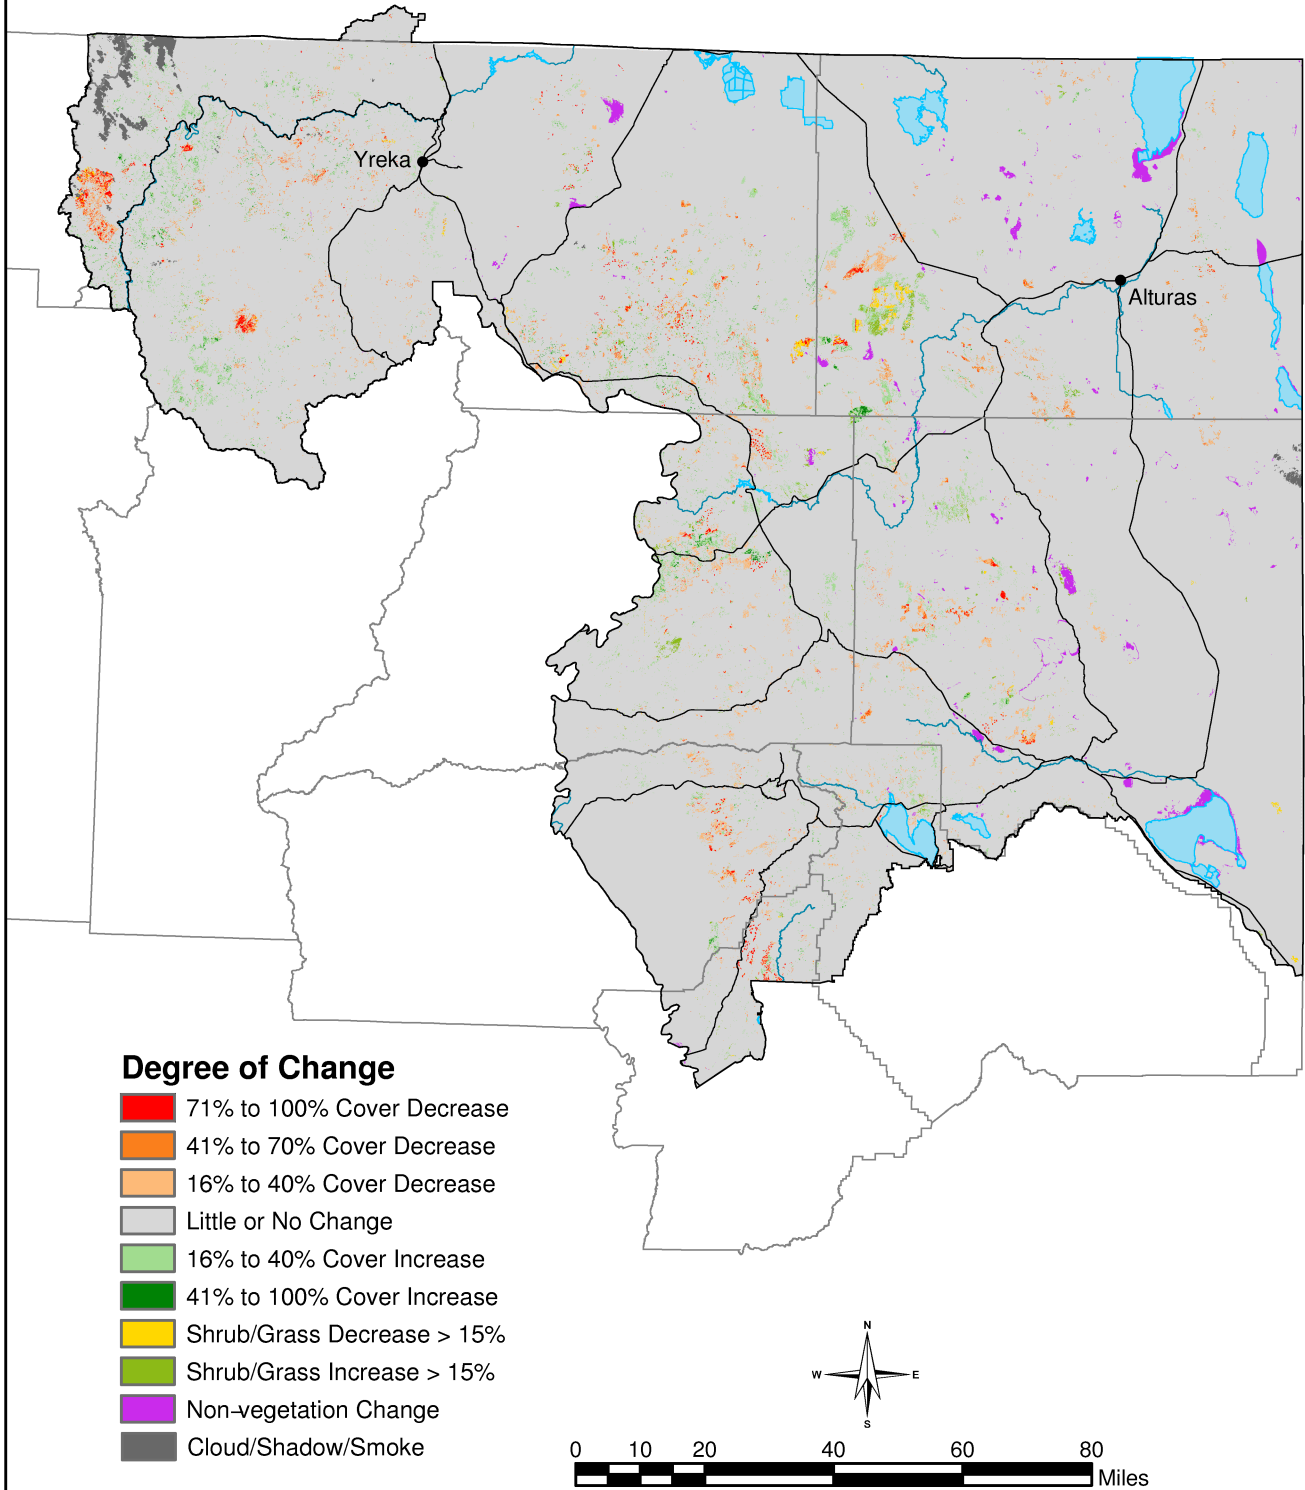 Yreka
Alturas
Degree of Change
71% to 100% Cover Decrease
41% to 70% Cover Decrease
16% to 40% Cover Decrease
Little or No Change
16% to 40% Cover Increase
41% to 100% Cover Increase
Shrub/Grass Decrease > 15%
Shrub/Grass Increase > 15%
Non-vegetation Change
Cloud/Shadow/Smoke
N
W E
S
0 10 20 40 60 80
Miles